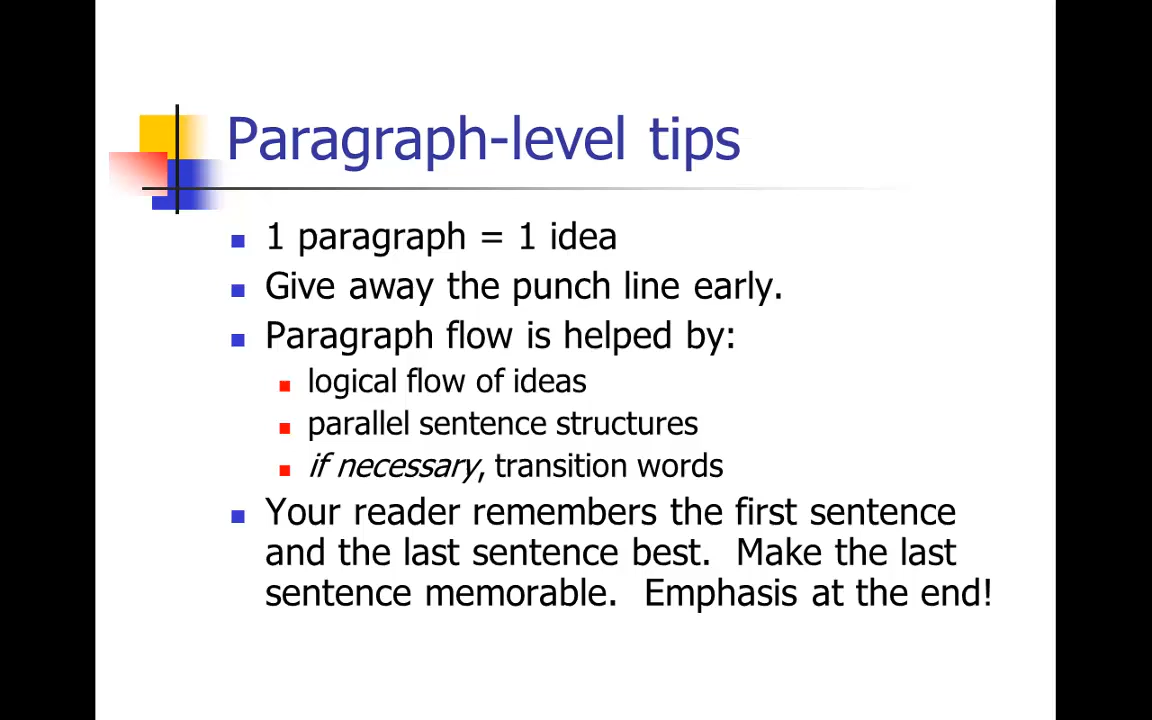 Paragraph-level tips
1 paragraph = 1 idea
Give away the punch line early.
Paragraph flow is helped by:
logical flow of ideas
parallel sentence structures
if necessary, transition words
Your reader remembers the first sentence
and the last sentence best.  Make the last
sentence memorable.  Emphasis at the end!